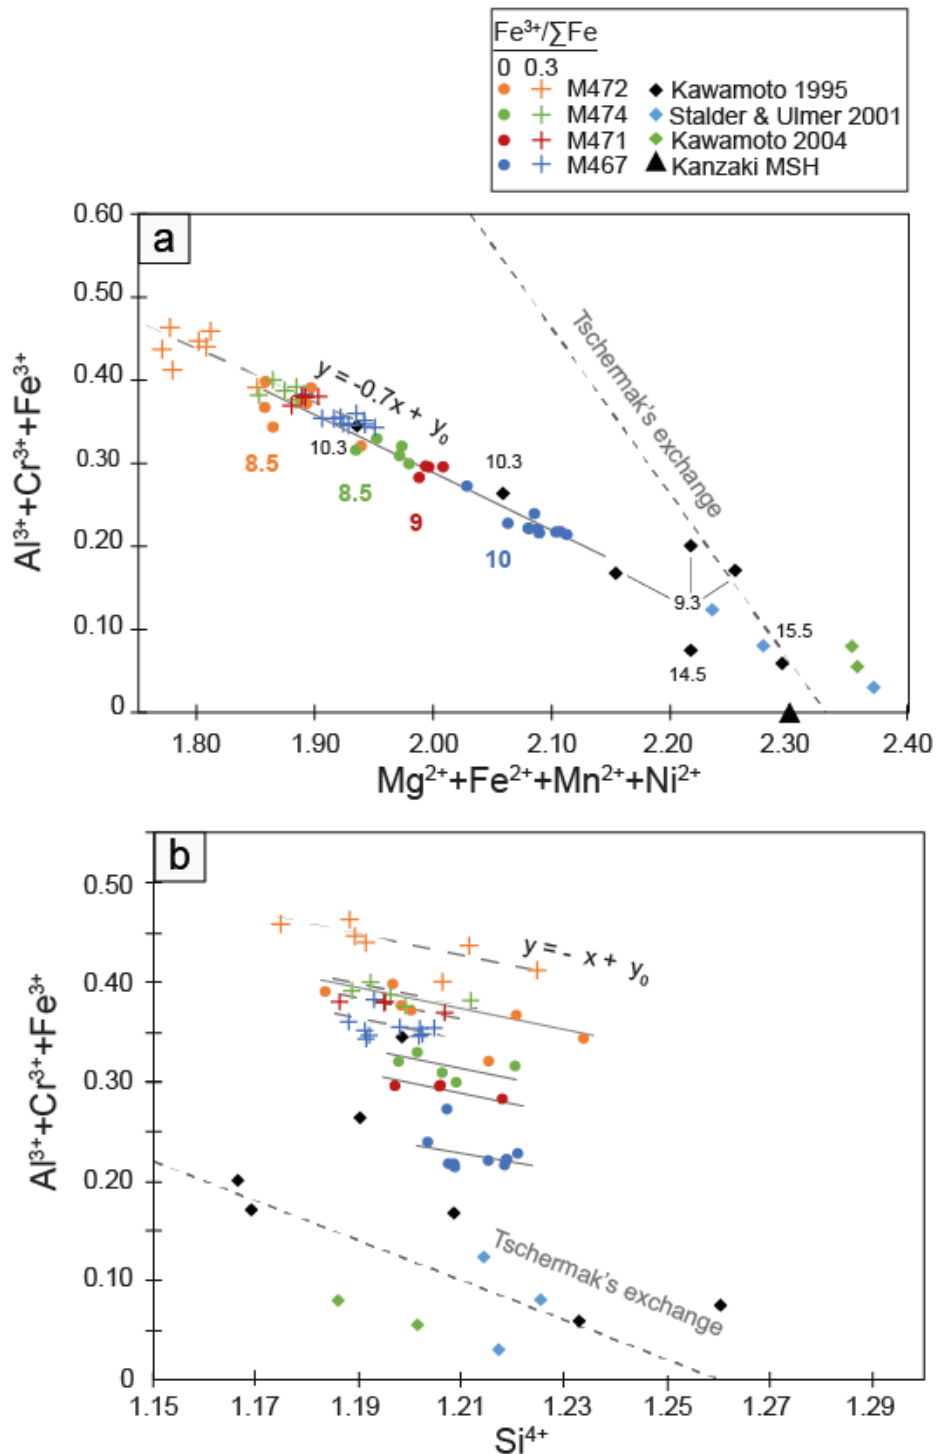 Fe³⁺/∑Fe
0 0.3
M472
M474
M471
M467
Kawamoto 1995
Stalder & Ulmer 2001
Kawamoto 2004
Kanzaki MSH
a
0.60
0.50
0.40
0.30
0.20
0.10
0
Al³⁺+Cr³⁺+Fe³⁺
y = -0.7x + y₀
Tschermak's exchange
10.3
10.3
8.5
8.5
9
10
9.3
15.5
14.5
1.80 1.90 2.00 2.10 2.20 2.30 2.40
Mg²⁺+Fe²⁺+Mn²⁺+Ni²⁺
b
0.50
0.40
0.30
0.20
0.10
0
Al³⁺+Cr³⁺+Fe³⁺
y = - x + y₀
Tschermak's exchange
1.15 1.17 1.19 1.21 1.23 1.25 1.27 1.29
Si⁴⁺